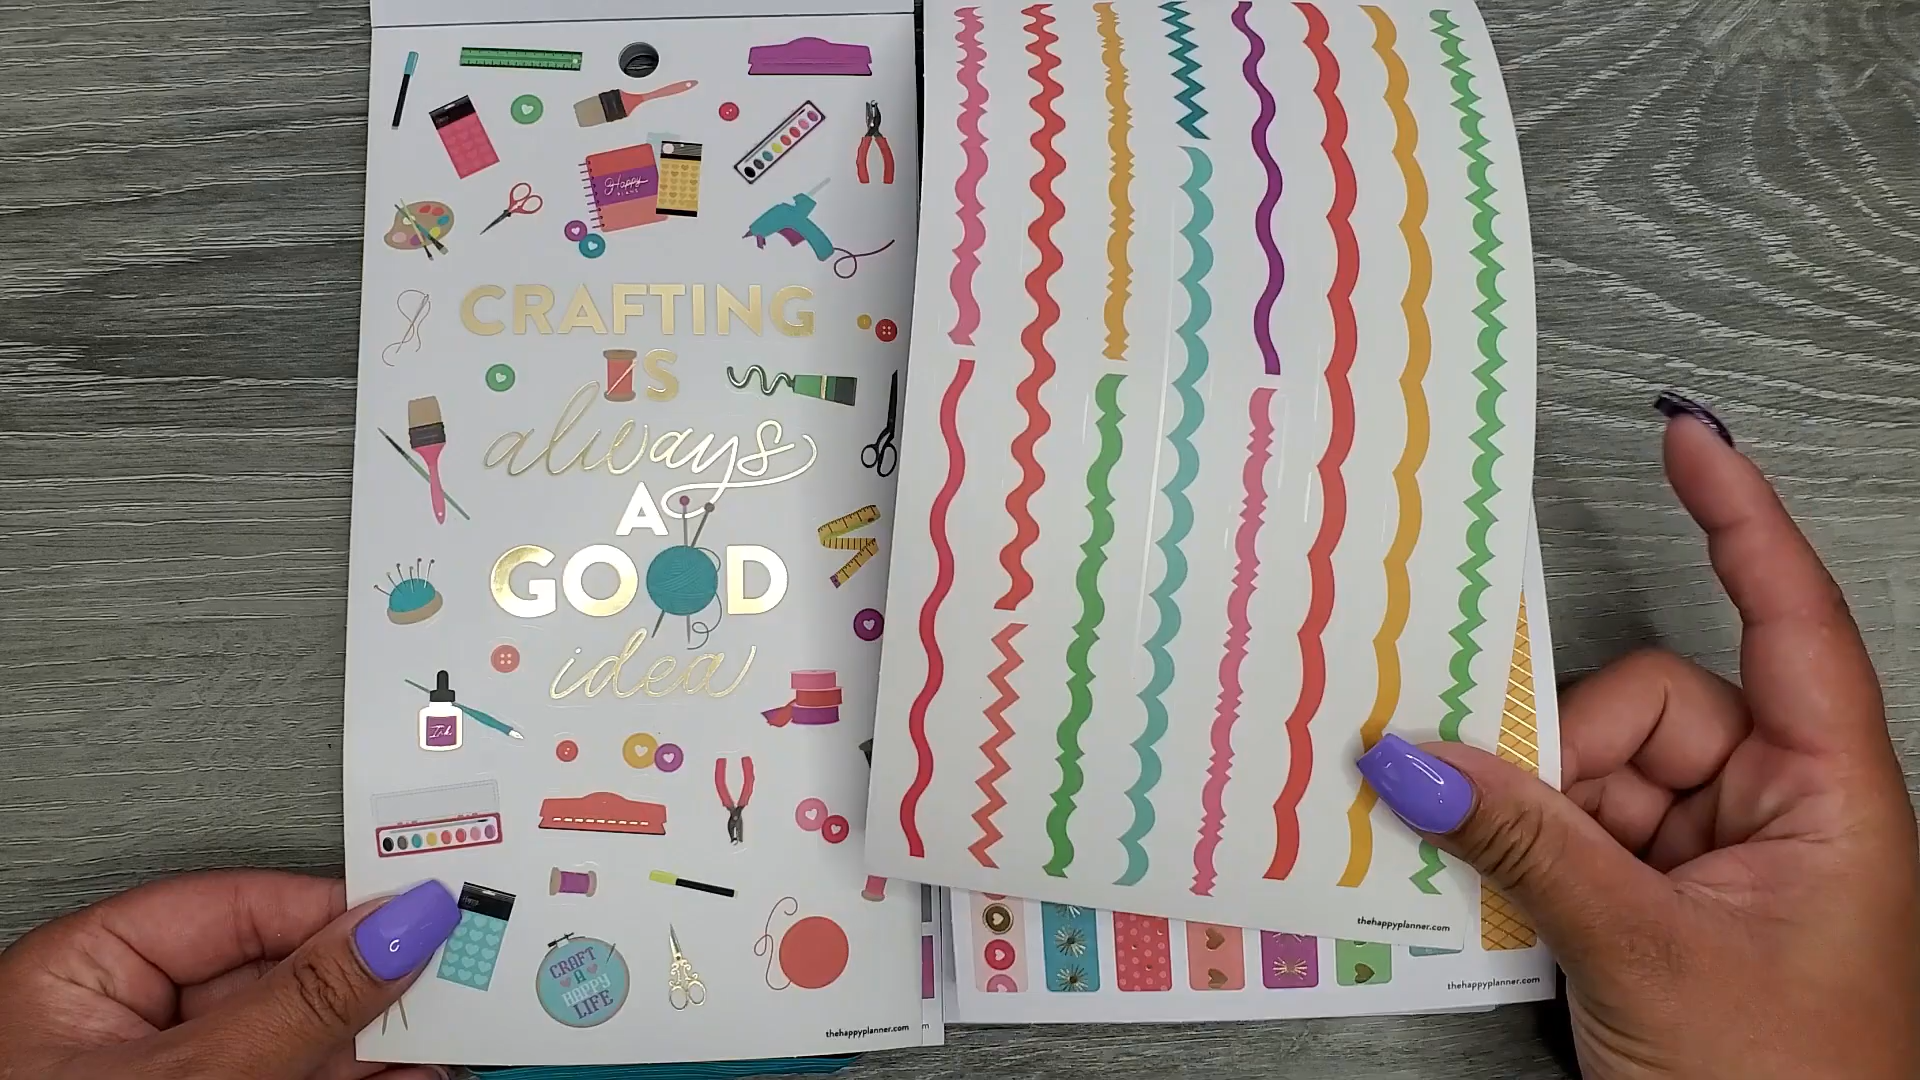 Happy
CRAFTING
IS
always
A
GOOD
idea
Ink
CRAFT
A
HAPPY
LIFE
thehappyplanner.com
thehappyplanner.com
thehappyplanner.com